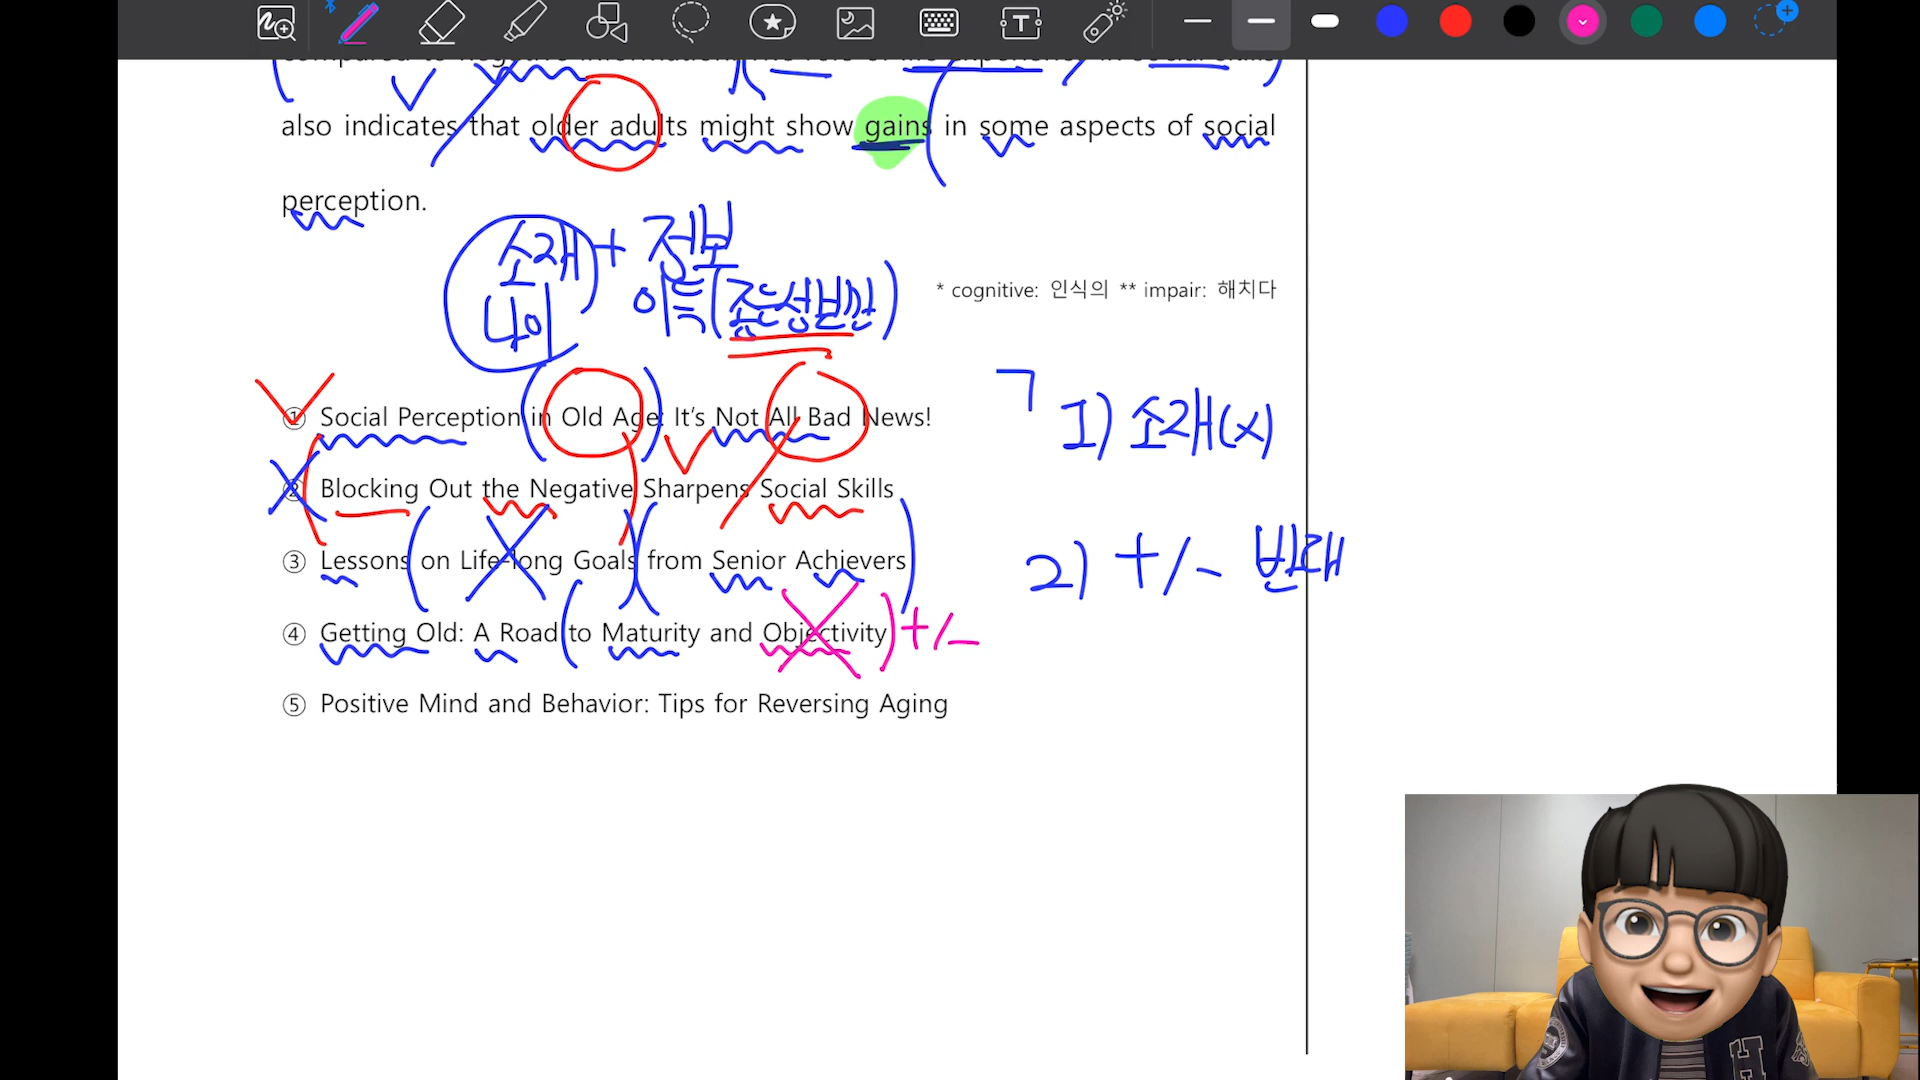 also indicates that older adults might show gains in some aspects of social
perception.
소재 + 정보
나이 이득(좋은성발만)
* cognitive: 인식의 ** impair: 해치다
① Social Perception in Old Age: It's Not All Bad News!
② Blocking Out the Negative Sharpens Social Skills
③ Lessons on Life-long Goals from Senior Achievers
④ Getting Old: A Road to Maturity and Objectivity +/-
⑤ Positive Mind and Behavior: Tips for Reversing Aging
1) 소재(x)
2) +/- 반대
T
H